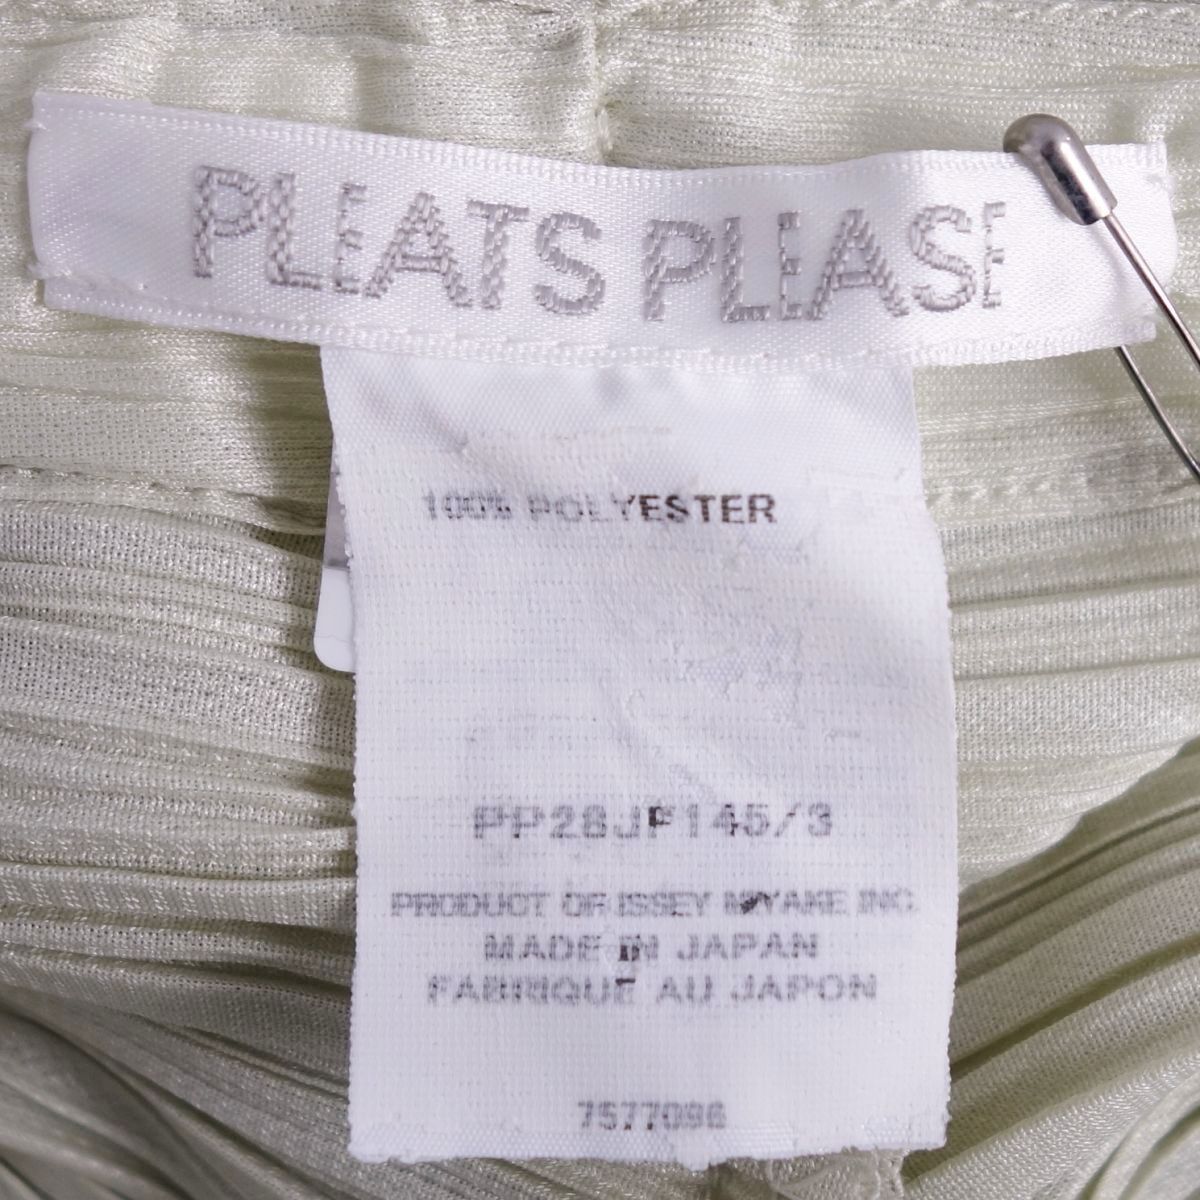 PLEATS PLEASE
100% POLYESTER
PP28JF145/3
PRODUCT OF ISSEY MIYAKE INC.
MADE IN JAPAN
FABRIQUE AU JAPON
7577096